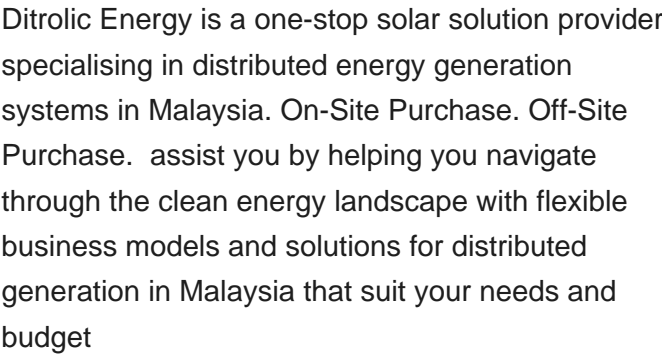 Ditrolic Energy is a one-stop solar solution provider
specialising in distributed energy generation
systems in Malaysia. On-Site Purchase. Off-Site
Purchase.  assist you by helping you navigate
through the clean energy landscape with flexible
business models and solutions for distributed
generation in Malaysia that suit your needs and
budget